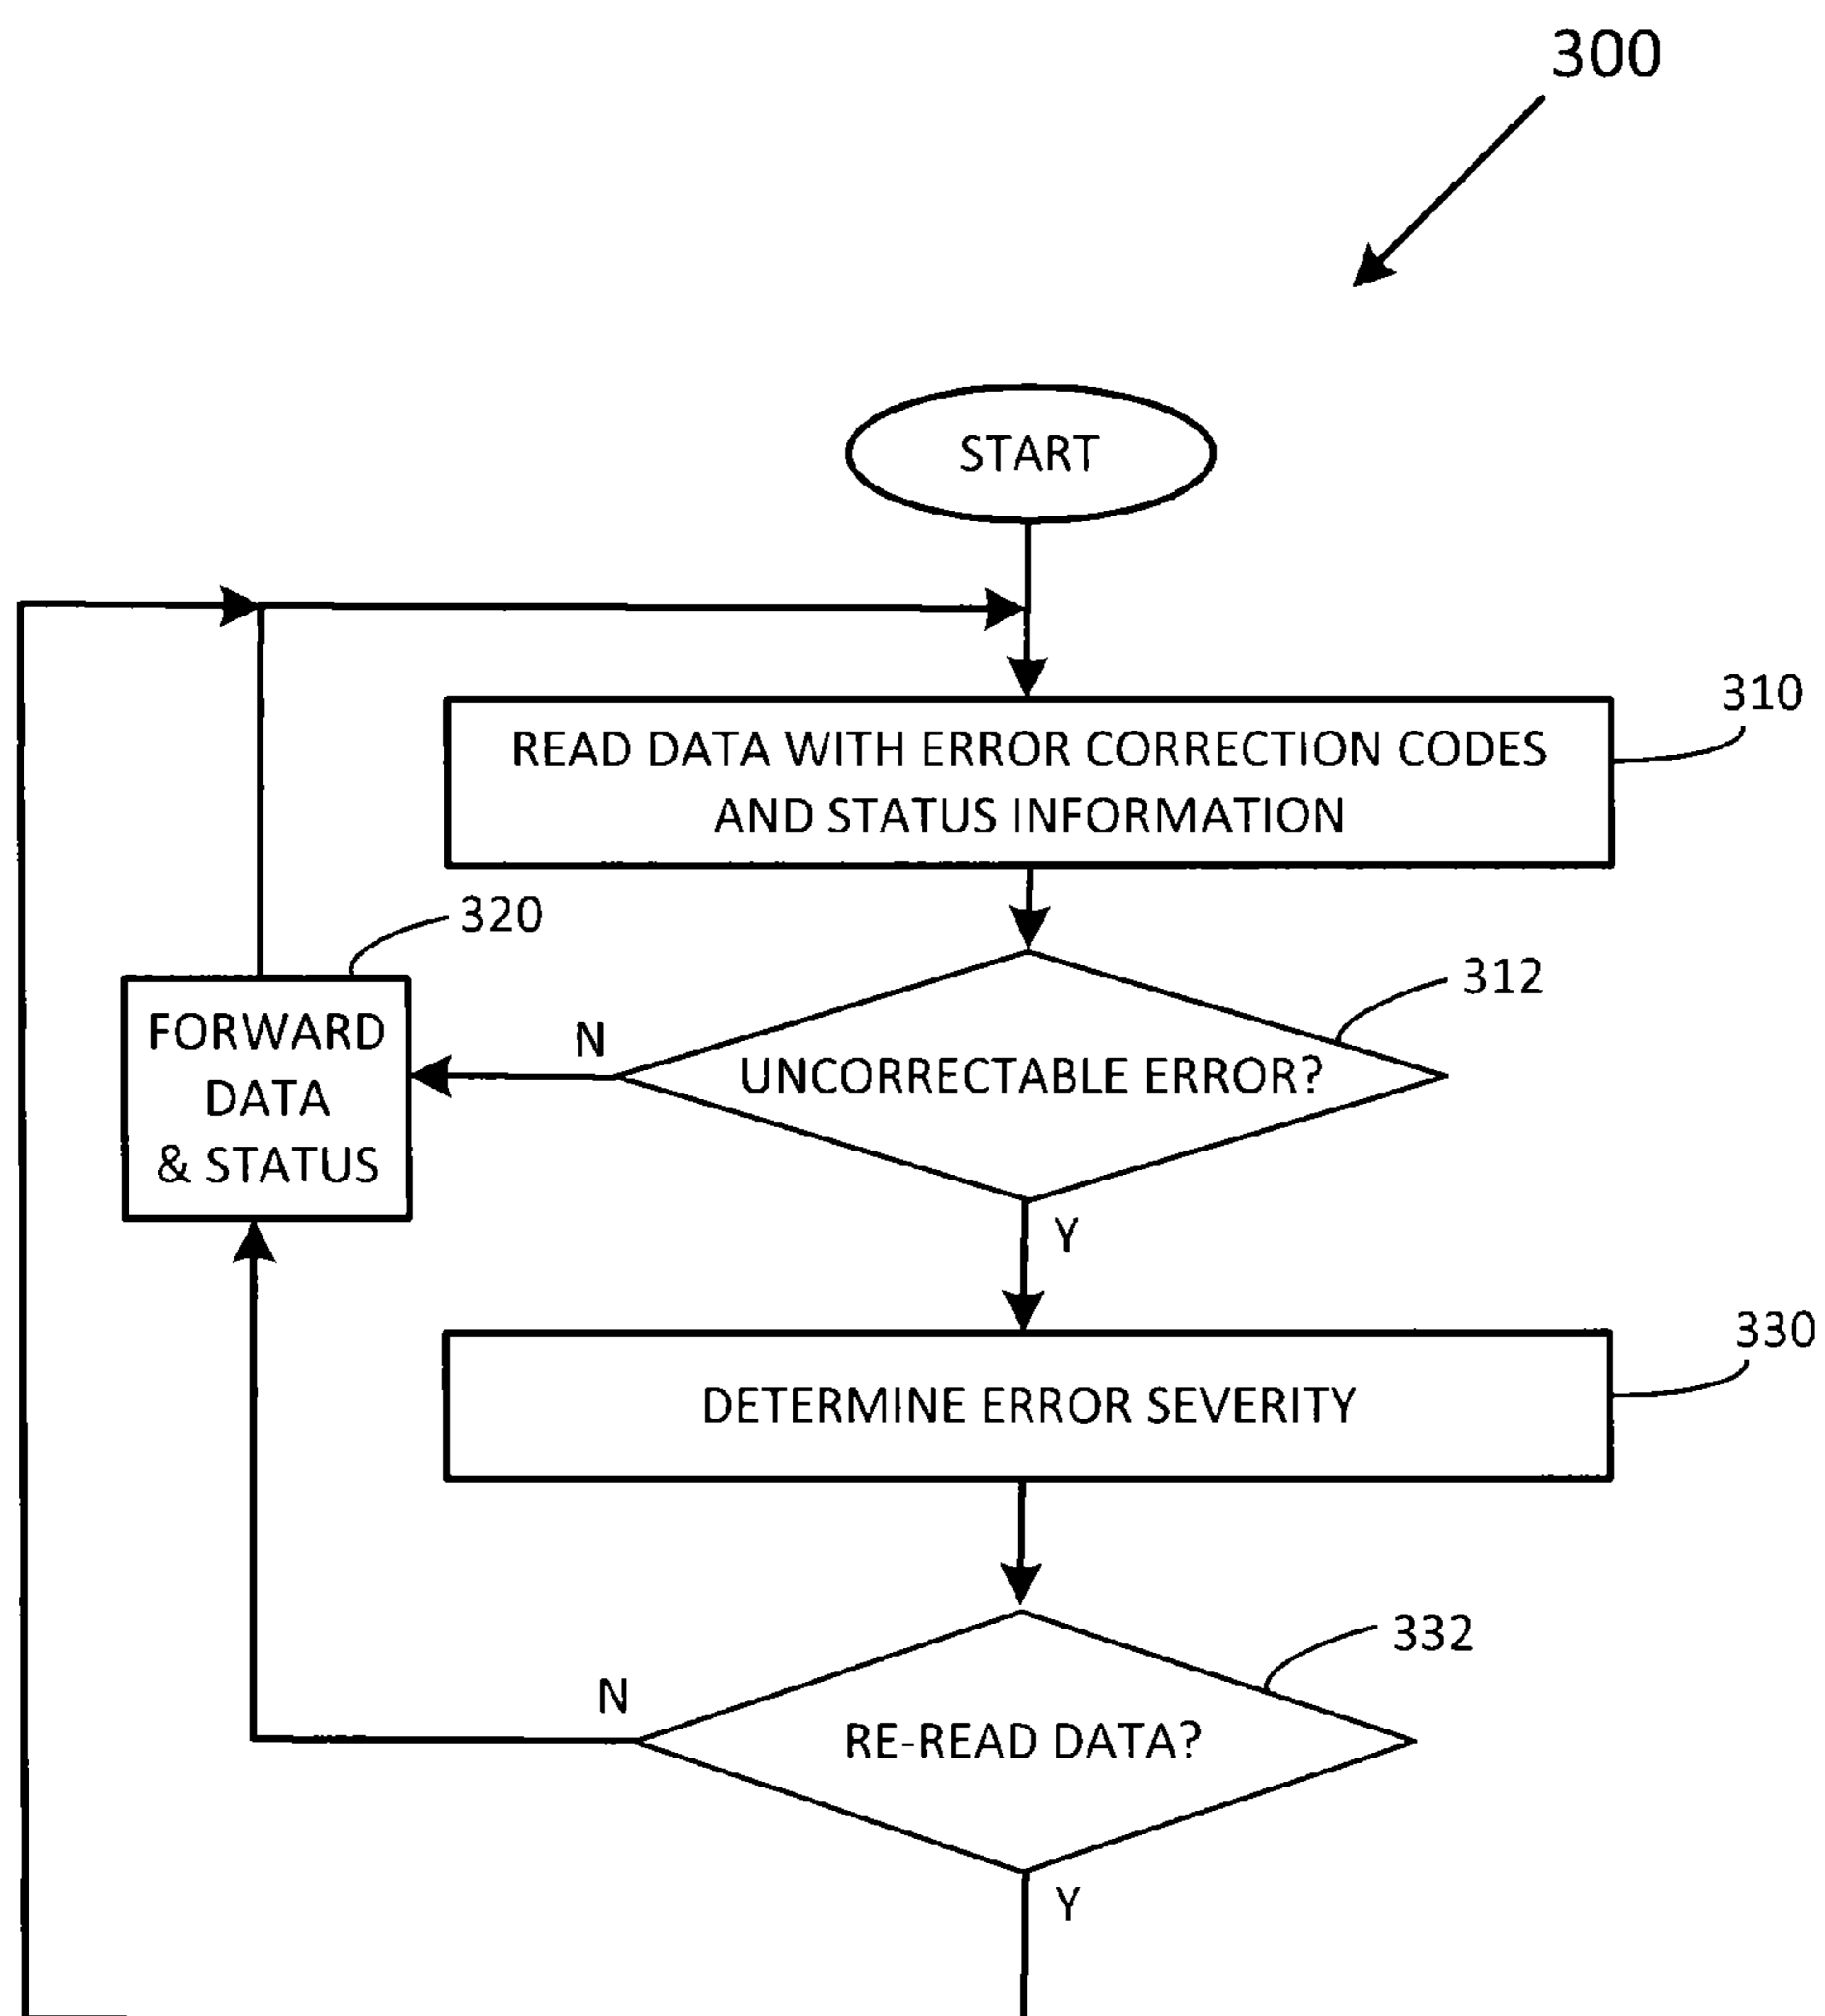 300
START
310
READ DATA WITH ERROR CORRECTION CODES
AND STATUS INFORMATION
320
312
FORWARD
DATA
& STATUS
N
UNCORRECTABLE ERROR?
Y
330
DETERMINE ERROR SEVERITY
332
N
RE-READ DATA?
Y